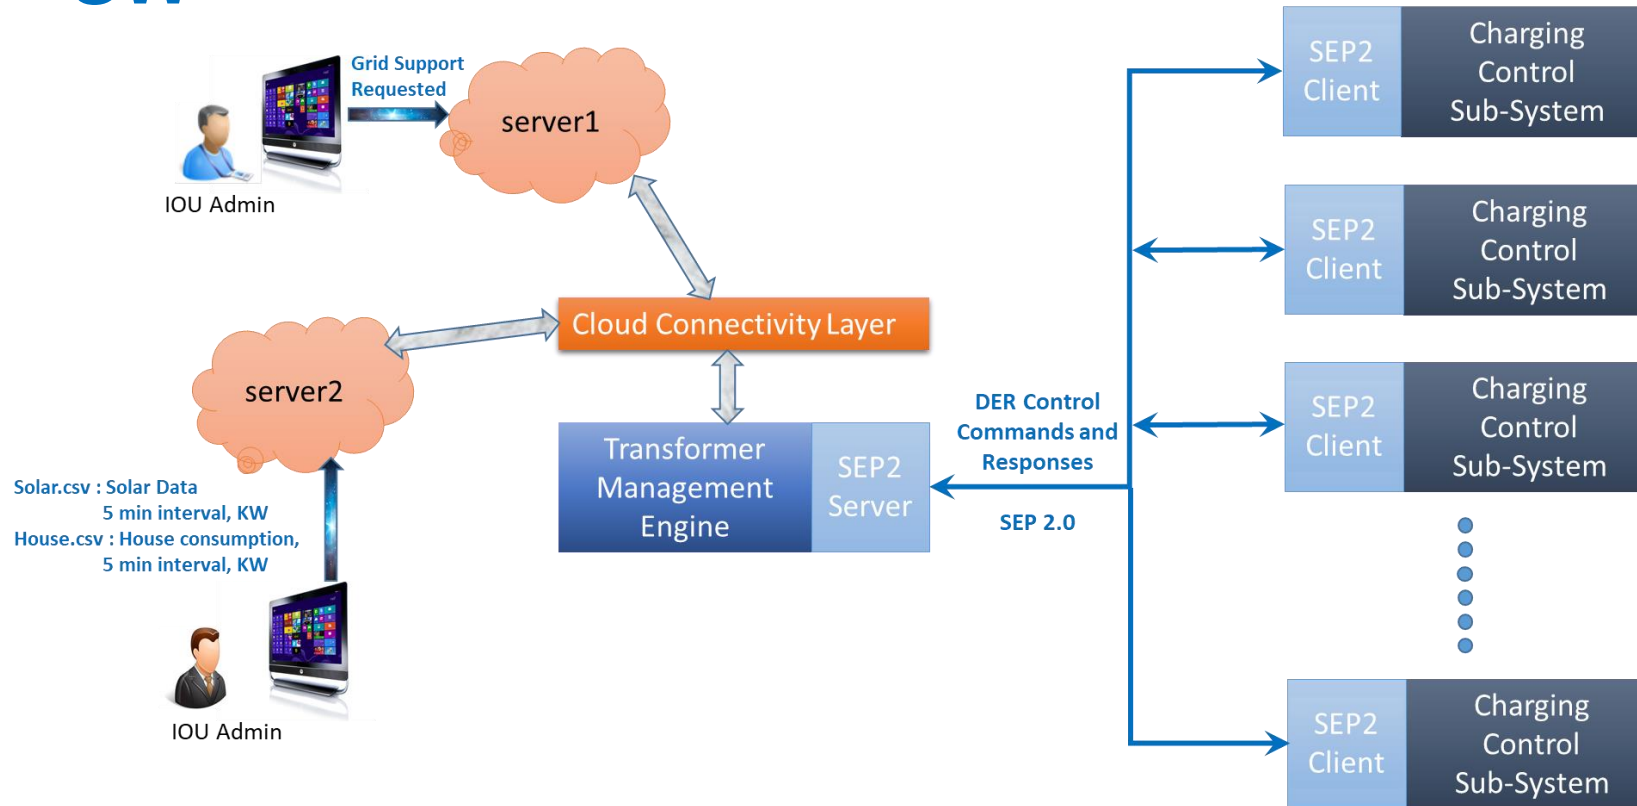 Grid Support
Requested
server1
IOU Admin
Cloud Connectivity Layer
server2
Transformer
Management
Engine
SEP2
Server
DER Control
Commands and
Responses
SEP 2.0
Solar.csv : Solar Data
5 min interval, KW
House.csv : House consumption,
5 min interval, KW
IOU Admin
SEP2
Client
Charging
Control
Sub-System
SEP2
Client
Charging
Control
Sub-System
SEP2
Client
Charging
Control
Sub-System
SEP2
Client
Charging
Control
Sub-System